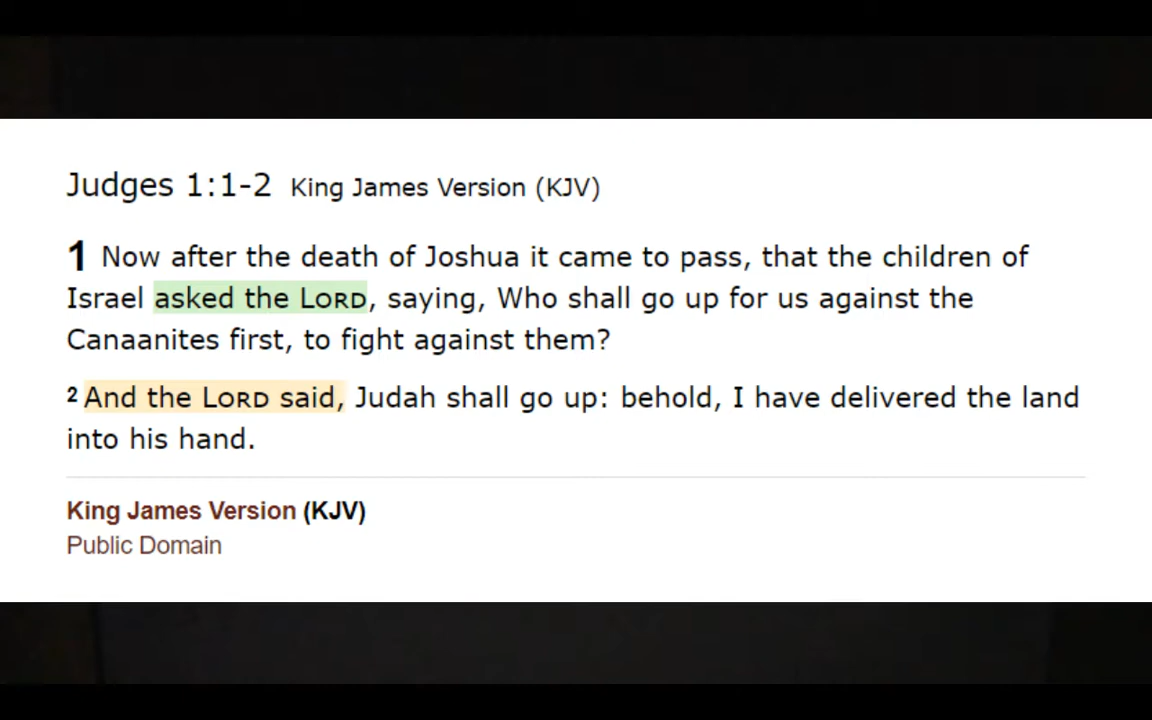 Judges 1:1-2 King James Version (KJV)
1 Now after the death of Joshua it came to pass, that the children of
Israel asked the LORD, saying, Who shall go up for us against the
Canaanites first, to fight against them?
2 And the LORD said, Judah shall go up: behold, I have delivered the land
into his hand.
King James Version (KJV)
Public Domain